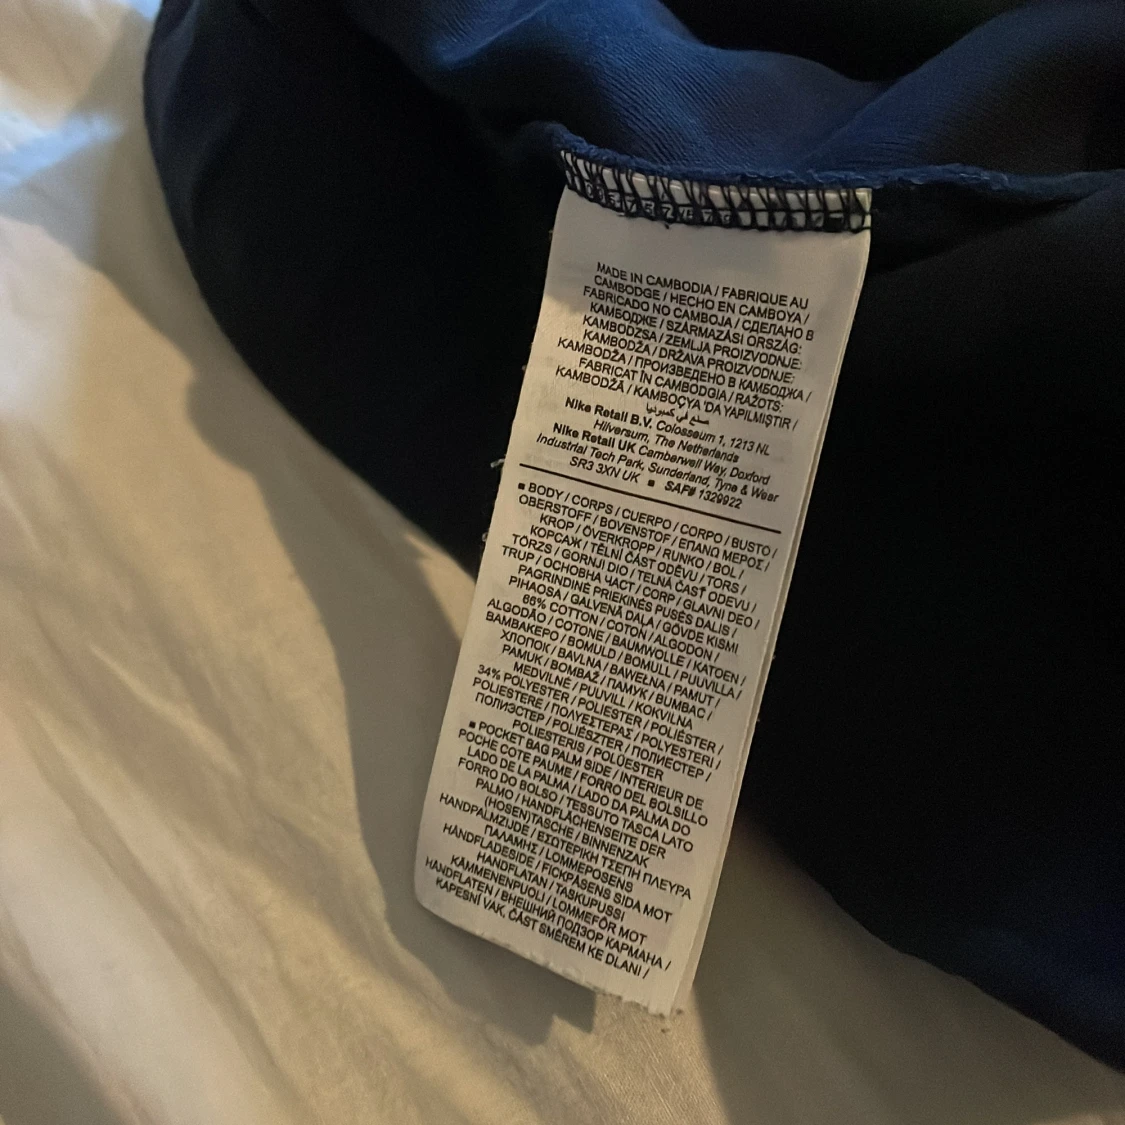 MADE IN CAMBODIA / FABRIQUE AU
CAMBODGE / HECHO EN CAMBOYA /
FABRICADO NO CAMBOJA / СДЕЛАНО В
КАМБОДЖЕ / SZÁRMAZÁSI ORSZÁG:
KAMBODZSA / ZEMLJA PROIZVODNJE:
KAMBODŽA / DRŽAVA PROIZVODNJE:
KAMBODŽA / ПРОИЗВЕДЕНО В КАМБОДЖА /
FABRICAT ÎN CAMBODGIA / RAŽOTS:
KAMBODŽĀ / KAMBOÇYA 'DA YAPILMIŞTIR /
صنع في كمبوديا
Nike Retail B.V. Colosseum 1, 1213 NL
Hilversum, The Netherlands
Nike Retail UK Camberwell Way, Doxford
Industrial Tech Park, Sunderland, Tyne & Wear
SR3 3XN UK ■ SAF# 1329922
■ BODY / CORPS / CUERPO / CORPO / BUSTO /
OBERSTOFF / BOVENSTOF / ΕΠΑΝΩ ΜΕΡΟΣ /
KROP / ÖVERKROPP / RUNKO / BOL /
КОРСАЖ / TĚLNÍ ČÁST ODĚVU / TORS /
TÖRZS / GORNJI DIO / TELNÁ ČASŤ ODEVU /
TRUP / ОСНОВНА ЧАСТ / CORP / GLAVNI DEO /
PAGRINDINĖ PRIEKINĖS PUSĖS DALIS /
PIHAOSA / GALVENĀ DAĻA / GÖVDE KISMI
66% COTTON / COTON / ALGODON /
ALGODÃO / COTONE / BAUMWOLLE / KATOEN /
ΒΑΜΒΑΚΕΡΟ / BOMULD / BOMULL / PUUVILLA /
ХЛОПОК / BAVLNA / BAWEŁNA / PAMUT /
PAMUK / BOMBAŽ / ПАМУК / BUMBAC /
MEDVILNĖ / PUUVILL / KOKVILNA
34% POLYESTER / POLIESTER / POLIÉSTER /
POLIESTERE / ΠΟΛΥΕΣΤΕΡΑΣ / POLYESTERI /
ПОЛИЭСТЕР / POLIÉSZTER / ПОЛИЕСТЕР /
POLIESTERIS / POLÜESTER
■ POCKET BAG PALM SIDE / INTERIEUR DE
POCHE COTE PAUME / FORRO DEL BOLSILLO
LADO DE LA PALMA / LADO DA PALMA DO
FORRO DO BOLSO / TESSUTO TASCA LATO
PALMO / HANDFLÄCHENSEITE DER
(HOSEN)TASCHE / BINNENZAK
HANDPALMZIJDE / ΕΣΩΤΕΡΙΚΗ ΤΣΕΠΗ ΠΛΕΥΡΑ
ΠΑΛΑΜΗΣ / LOMMEPOSENS
HÅNDFLADESIDE / FICKPÅSENS SIDA MOT
HANDFLATAN / TASKUPUSSI
KÄMMENENPUOLI / LOMMEFÔR MOT
HÅNDFLATEN / ВНЕШНИЙ ПОДЗОР КАРМАНА /
KAPESNÍ VAK, ČÁST SMĚREM KE DLANI /